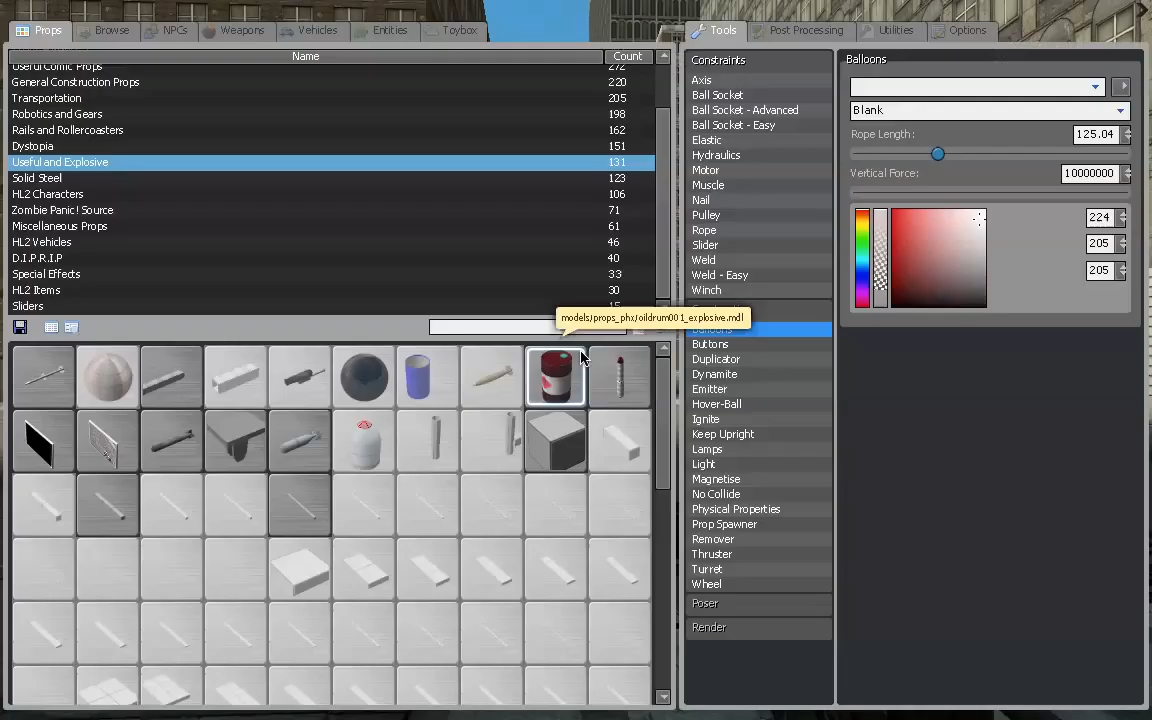 Props
Browse
NPCs
Weapons
Vehicles
Entities
Toybox
Name
Count
Useful Comic Props
272
General Construction Props
220
Transportation
205
Robotics and Gears
198
Rails and Rollercoasters
162
Dystopia
151
Useful and Explosive
131
Solid Steel
123
HL2 Characters
106
Zombie Panic! Source
71
Miscellaneous Props
61
HL2 Vehicles
46
D.I.P.R.I.P
40
Special Effects
33
HL2 Items
30
Sliders
15
models/props_phx/oildrum001_explosive.mdl
Tools
Post Processing
Utilities
Options
Constraints
Axis
Ball Socket
Ball Socket - Advanced
Ball Socket - Easy
Elastic
Hydraulics
Motor
Muscle
Nail
Pulley
Rope
Slider
Weld
Weld - Easy
Winch
Balloons
Buttons
Duplicator
Dynamite
Emitter
Hover-Ball
Ignite
Keep Upright
Lamps
Light
Magnetise
No Collide
Physical Properties
Prop Spawner
Remover
Thruster
Turret
Wheel
Poser
Render
Balloons
Blank
Rope Length:
125.04
Vertical Force:
10000000
224
205
205